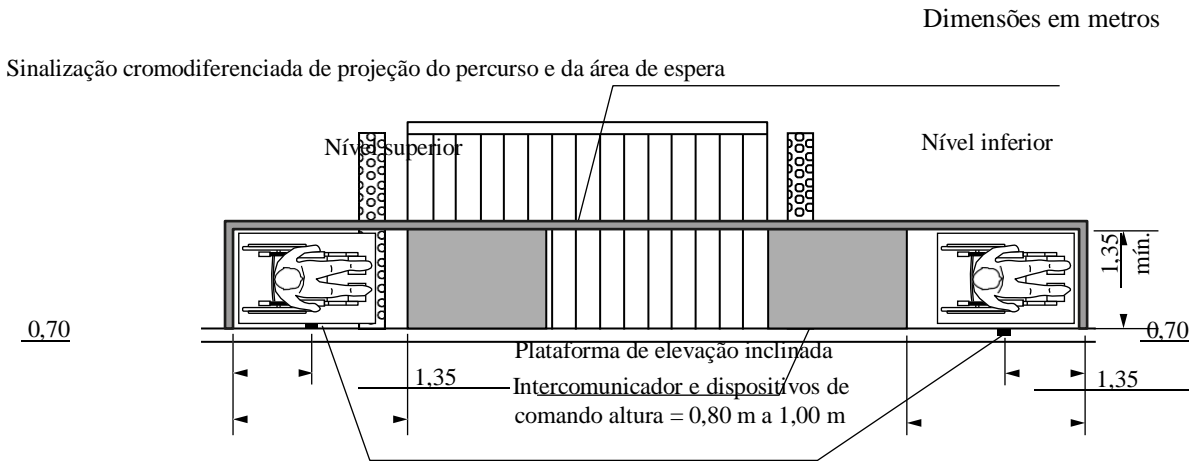 Dimensões em metros
Sinalização cromodiferenciada de projeção do percurso e da área de espera
Nível superior
Nível inferior
1,35
mín.
0,70
0,70
Plataforma de elevação inclinada
1,35
1,35
Intercomunicador e dispositivos de
comando altura = 0,80 m a 1,00 m